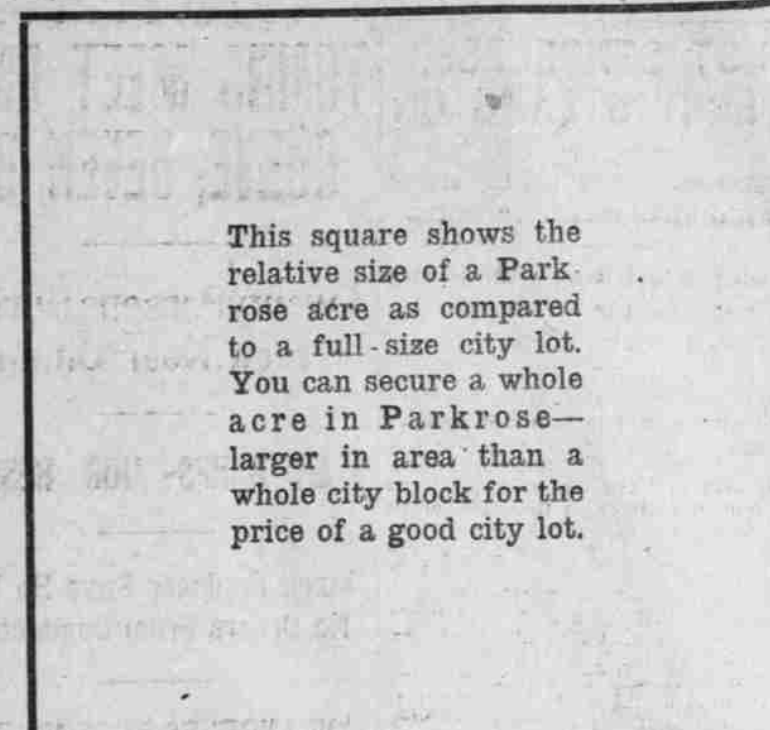 This square shows the
relative size of a Park-
rose acre as compared
to a full-size city lot.
You can secure a whole
acre in Parkrose—
larger in area than a
whole city block for the
price of a good city lot.